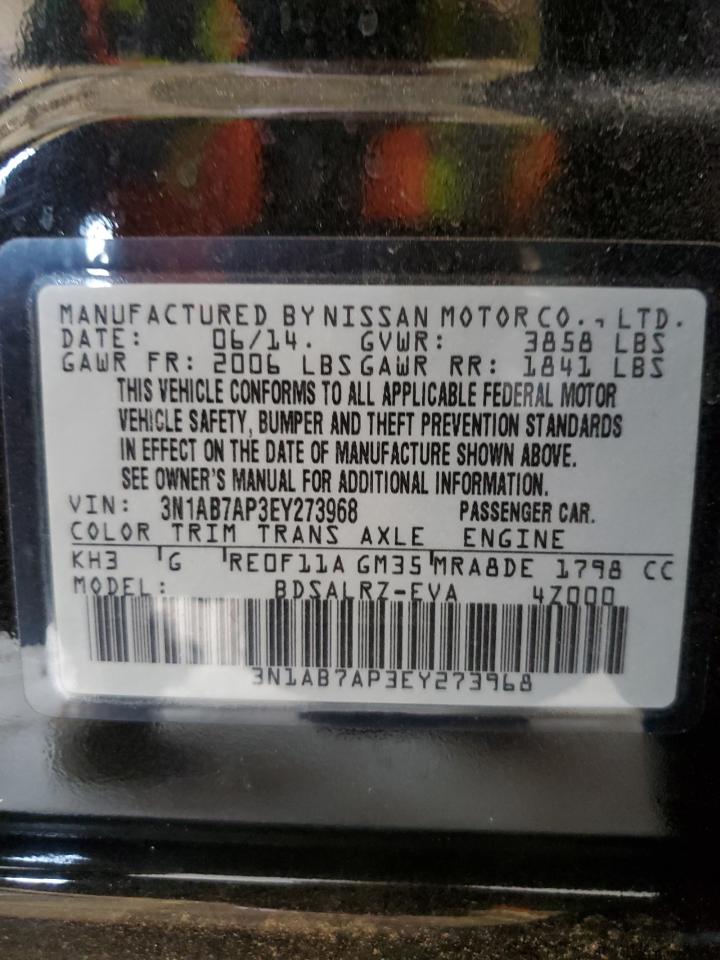 MANUFACTURED BY NISSAN MOTOR CO., LTD.
DATE: 06/14. GVWR: 3858 LBS
GAWR FR: 2006 LBS GAWR RR: 1841 LBS
THIS VEHICLE CONFORMS TO ALL APPLICABLE FEDERAL MOTOR
VEHICLE SAFETY, BUMPER AND THEFT PREVENTION STANDARDS
IN EFFECT ON THE DATE OF MANUFACTURE SHOWN ABOVE.
SEE OWNER'S MANUAL FOR ADDITIONAL INFORMATION.
VIN: 3N1AB7AP3EY273968 PASSENGER CAR.
COLOR TRIM TRANS AXLE ENGINE
KH3 G RE0F11A GM35 MRA8DE 1798 CC
MODEL: BDSALRZ-EVA 4Z000
3N1AB7AP3EY273968